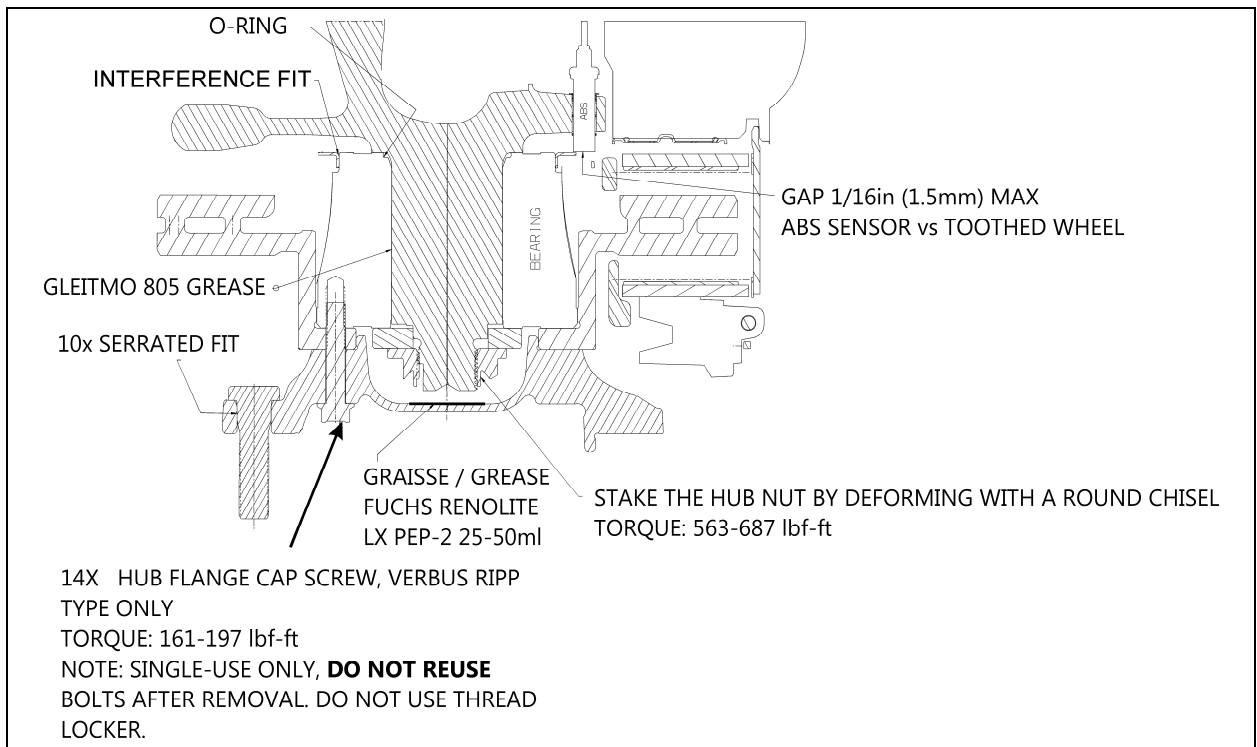 O-RING
INTERFERENCE FIT
ABS
GAP 1/16in (1.5mm) MAX
ABS SENSOR vs TOOTHED WHEEL
BEARING
GLEITMO 805 GREASE
10x SERRATED FIT
GRAISSE / GREASE
FUCHS RENOLITE
LX PEP-2 25-50ml
STAKE THE HUB NUT BY DEFORMING WITH A ROUND CHISEL
TORQUE: 563-687 lbf-ft
14X HUB FLANGE CAP SCREW, VERBUS RIPP
TYPE ONLY
TORQUE: 161-197 lbf-ft
NOTE: SINGLE-USE ONLY, DO NOT REUSE
BOLTS AFTER REMOVAL. DO NOT USE THREAD
LOCKER.